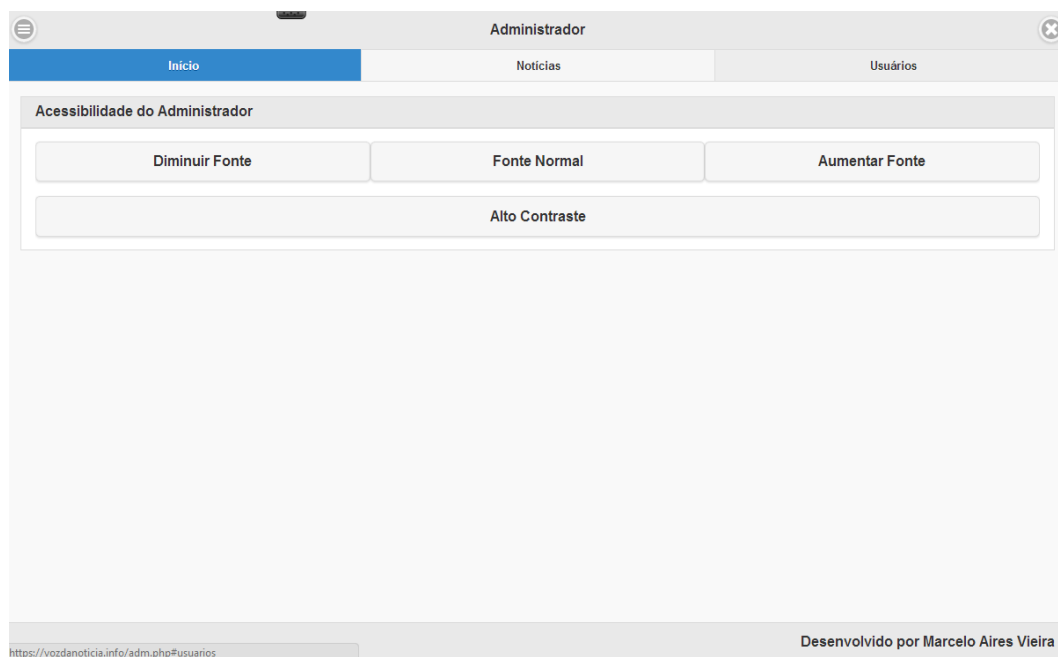 Administrador
Início Notícias Usuários
Acessibilidade do Administrador
Diminuir Fonte Fonte Normal Aumentar Fonte
Alto Contraste
Desenvolvido por Marcelo Aires Vieira
https://vozdanoticia.info/adm.php#usuarios